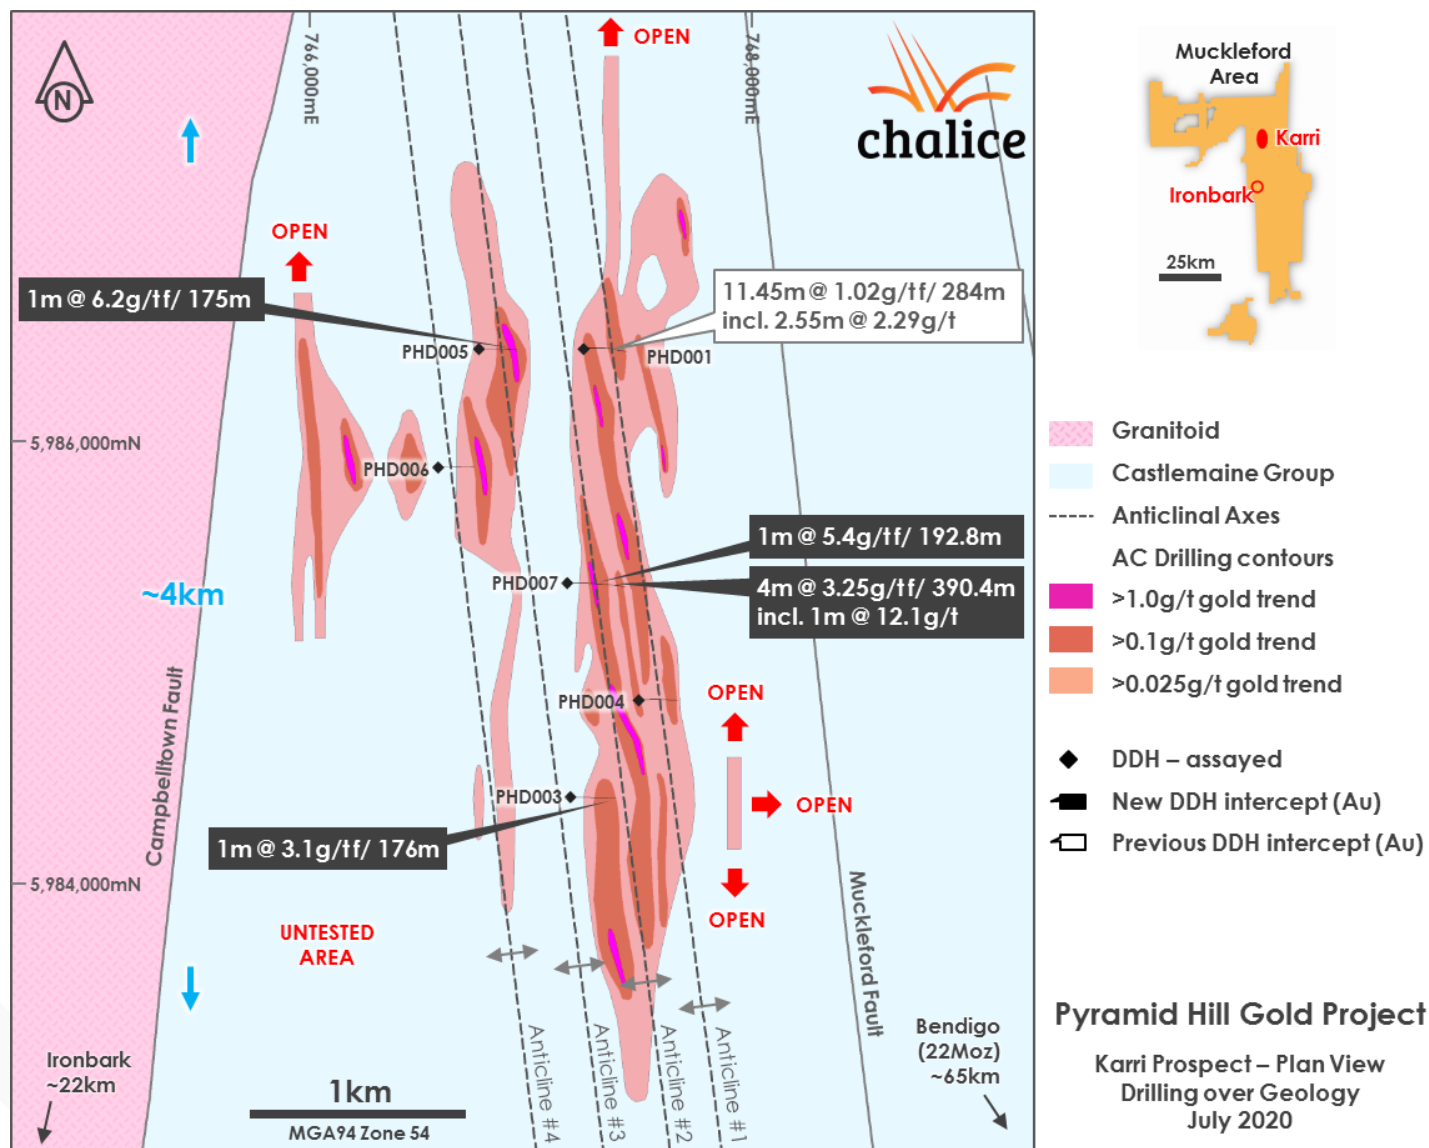 766,000mE
768,000mE
OPEN
chalice
N
OPEN
1m @ 6.2g/tf/ 175m
11.45m @ 1.02g/tf/ 284m
incl. 2.55m @ 2.29g/t
PHD005
PHD001
5,986,000mN
PHD006
1m @ 5.4g/tf/ 192.8m
PHD007
4m @ 3.25g/tf/ 390.4m
incl. 1m @ 12.1g/t
~4km
PHD004
OPEN
Campbelltown Fault
PHD003
OPEN
1m @ 3.1g/tf/ 176m
5,984,000mN
OPEN
Muckleford Fault
UNTESTED
AREA
Anticline #4
Anticline #3
Anticline #2
Anticline #1
Ironbark
~22km
Bendigo
(22Moz)
~65km
1km
MGA94 Zone 54
Muckleford
Area
Karri
Ironbark
25km
Granitoid
Castlemaine Group
Anticlinal Axes
AC Drilling contours
>1.0g/t gold trend
>0.1g/t gold trend
>0.025g/t gold trend
DDH – assayed
New DDH intercept (Au)
Previous DDH intercept (Au)
Pyramid Hill Gold Project
Karri Prospect – Plan View
Drilling over Geology
July 2020